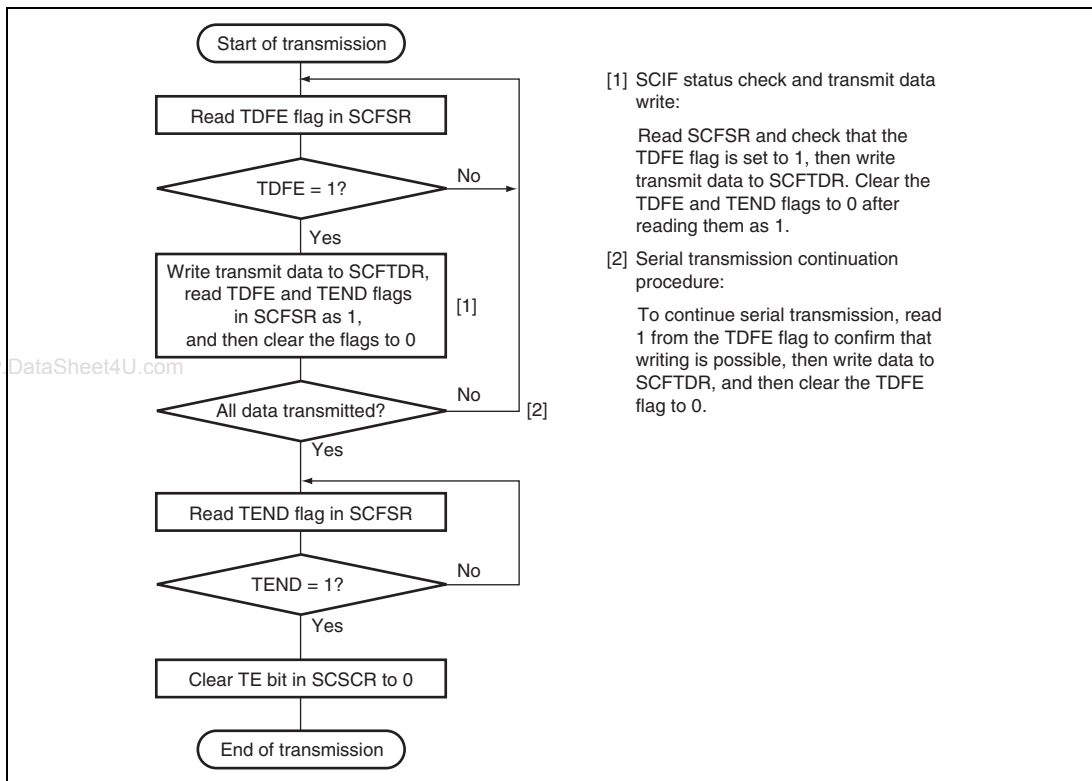 Start of transmission
Read TDFE flag in SCFSR
TDFE = 1?
No
Yes
Write transmit data to SCFTDR,
read TDFE and TEND flags
in SCFSR as 1,
and then clear the flags to 0
[1]
All data transmitted?
No
[2]
Yes
Read TEND flag in SCFSR
TEND = 1?
No
Yes
Clear TE bit in SCSCR to 0
End of transmission
[1] SCIF status check and transmit data
write:
Read SCFSR and check that the
TDFE flag is set to 1, then write
transmit data to SCFTDR. Clear the
TDFE and TEND flags to 0 after
reading them as 1.
[2] Serial transmission continuation
procedure:
To continue serial transmission, read
1 from the TDFE flag to confirm that
writing is possible, then write data to
SCFTDR, and then clear the TDFE
flag to 0.
.DataSheet4U.com